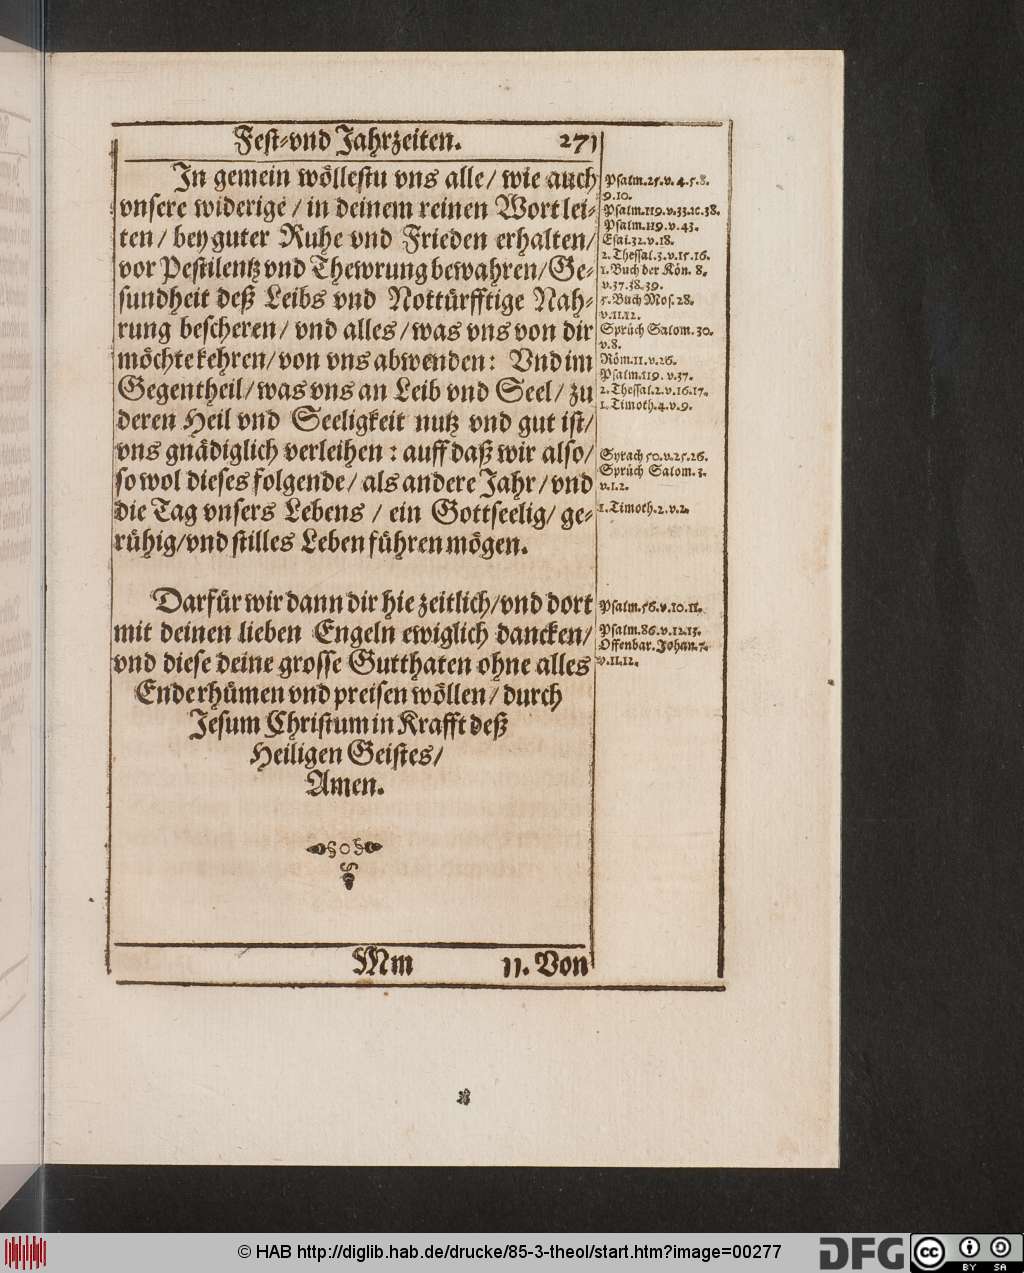 Fest-vnd Jahrzeiten. 271
In gemein wöllestu vns alle/ wie auch
vnsere widerige/ in deinem reinen Wort lei-
ten/ bey guter Ruhe vnd Frieden erhalten/
vor Pestilentz vnd Thewrung bewahren/ Ge-
sundheit deß Leibs vnd Nottürfftige Nah-
rung bescheren/ vnd alles/ was vns von dir
möchte kehren/ von vns abwenden: Vnd im
Gegentheil/ was vns an Leib vnd Seel/ zu
deren Heil vnd Seeligkeit nutz vnd gut ist/
vns gnädiglich verleihen: auff daß wir also/
so wol dieses folgende/ als andere Jahr/ vnd
die Tag vnsers Lebens / ein Gottseelig/ ge-
rühig/ vnd stilles Leben führen mögen.
Darfür wir dann dir hie zeitlich/ vnd dort
mit deinen lieben Engeln ewiglich dancken/
vnd diese deine grosse Gutthaten ohne alles
Ende rhümen vnd preisen wöllen/ durch
Jesum Christum in Krafft deß
Heiligen Geistes/
Amen.
Mm 11. Von
Psalm.25.v.4.5.8.
9.10.
Psalm.119.v.33.ꝛc.38.
Psalm.119.v.43.
Esai.32.v.18.
2.Thessal.3.v.15.16.
1.Buch der Kön. 8.
v.37.38.39.
5.Buch Mos.28.
v.11.12.
Sprüch Salom.30.
v.8.
Röm.11.v.26.
Psalm.119. v.37.
2.Thessal.2.v.16.17.
1.Timoth.4.v.9.
Syrach 50.v.25.26.
Sprüch Salom.3.
v.1.2.
1.Timoth.2.v.2.
Psalm.56.v.10.11.
Psalm.86.v.12.13.
Offenbar.Johan.7.
v.11.12.
© HAB http://diglib.hab.de/drucke/85-3-theol/start.htm?image=00277
DFG
cc BY SA